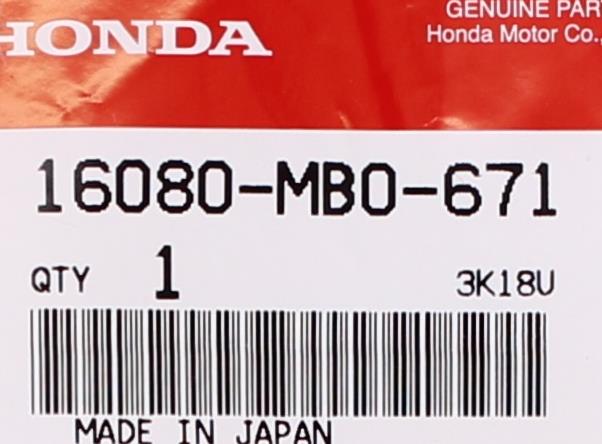 HONDA
GENUINE PAR
Honda Motor Co.,
16080-MB0-671
QTY 1 3K18U
MADE IN JAPAN